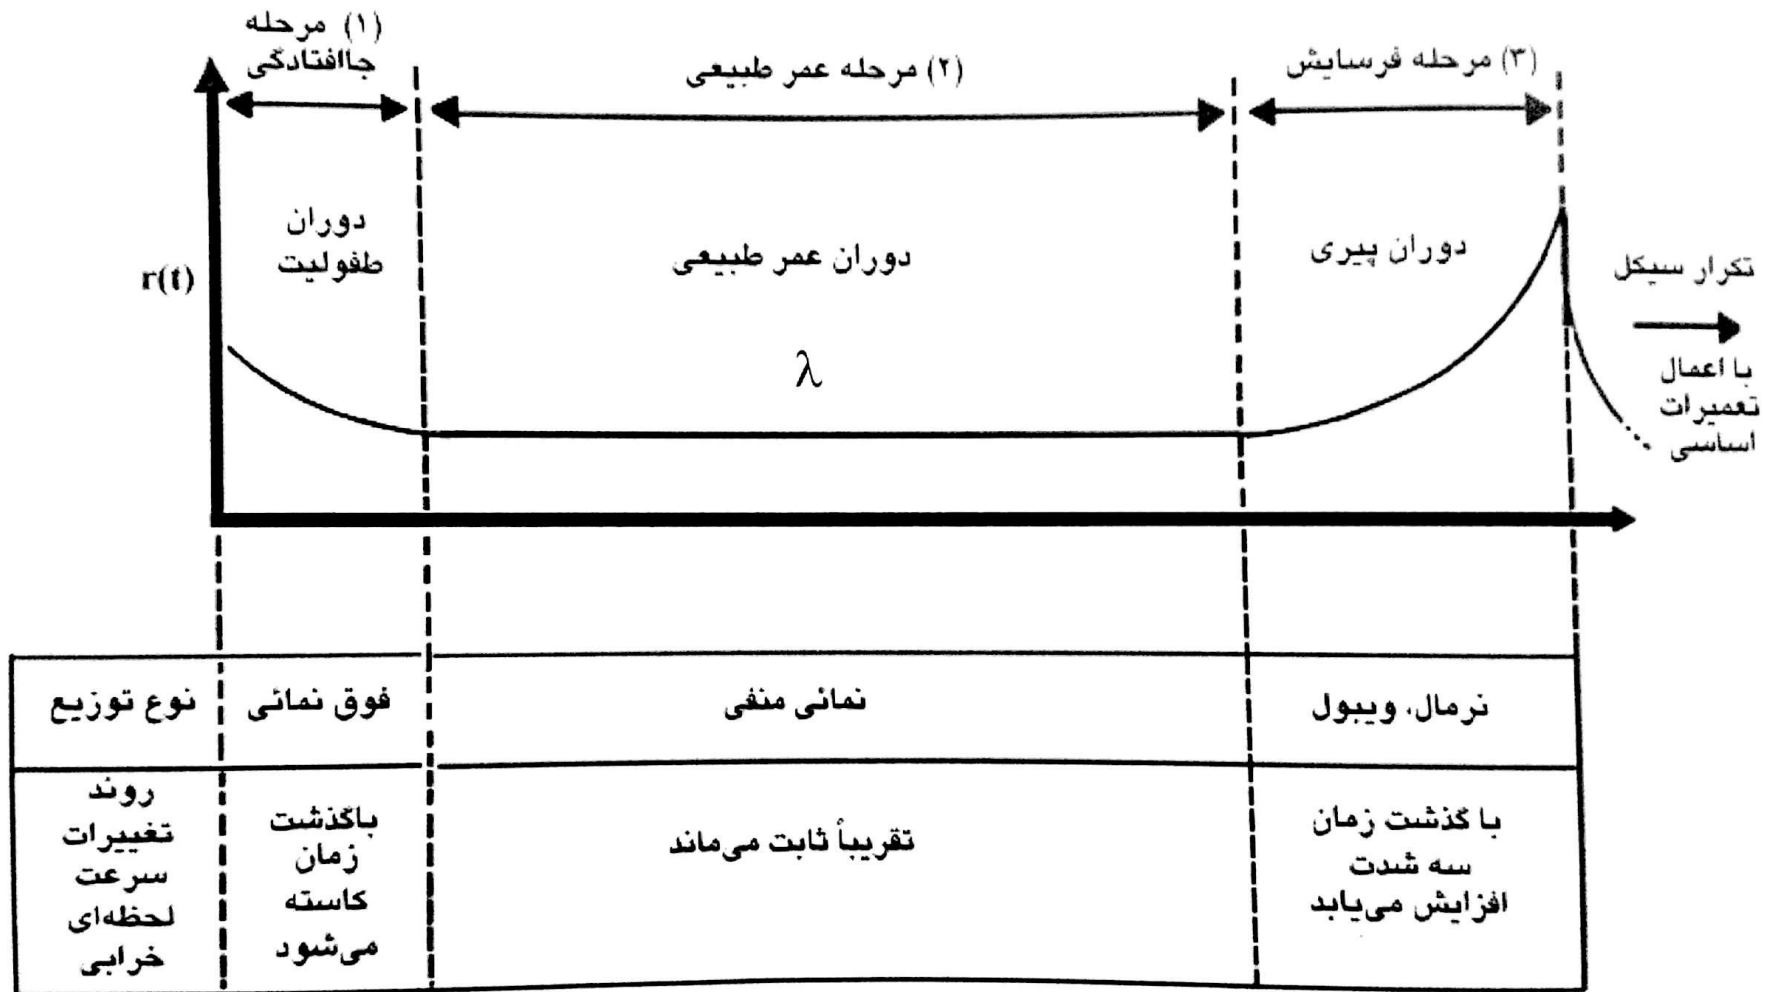 (۱) مرحله
جاافتادگی
(۲) مرحله عمر طبیعی
(۳) مرحله فرسایش
r(t)
دوران
طفولیت
دوران عمر طبیعی
دوران پیری
λ
تکرار سیکل
با اعمال
تعمیرات
اساسی
نوع توزیع
فوق نمائی
نمائی منفی
نرمال، ویبول
روند
تغییرات
سرعت
لحظه‌ای
خرابی
باگذشت
زمان
کاسته
می‌شود
تقریباً ثابت می‌ماند
با گذشت زمان
سه شدت
افزایش می‌یابد